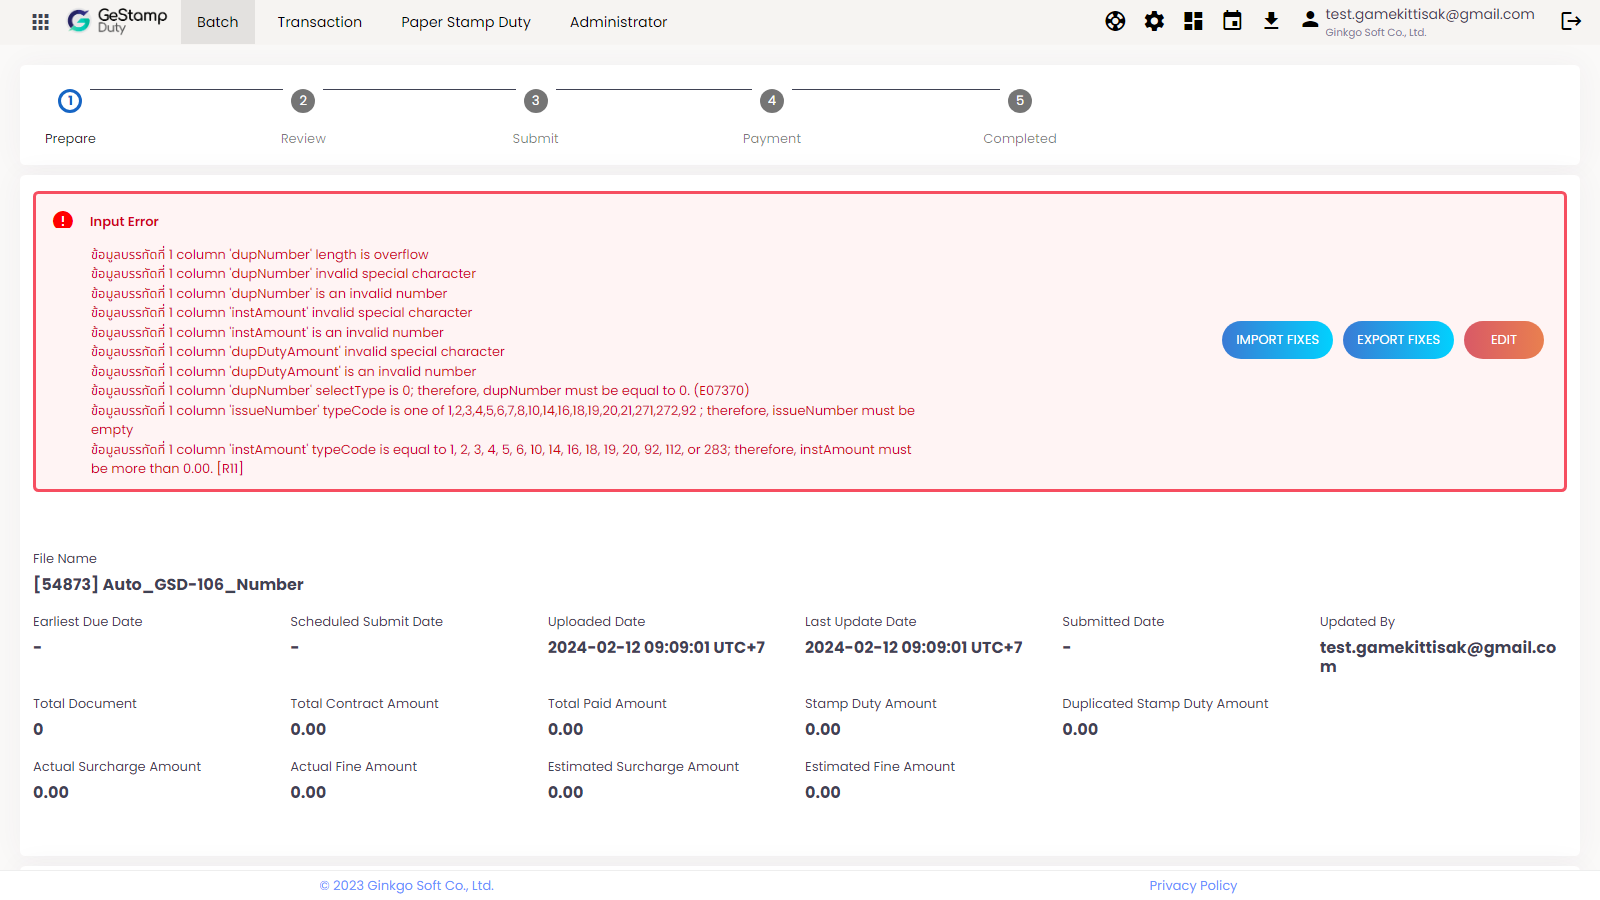 GeStamp
Duty
Batch
Transaction
Paper Stamp Duty
Administrator
test.gamekittisak@gmail.com
Ginkgo Soft Co., Ltd.
1
2
3
4
5
Prepare
Review
Submit
Payment
Completed
Input Error
ข้อมูลบรรทัดที่ 1 column 'dupNumber' length is overflow
ข้อมูลบรรทัดที่ 1 column 'dupNumber' invalid special character
ข้อมูลบรรทัดที่ 1 column 'dupNumber' is an invalid number
ข้อมูลบรรทัดที่ 1 column 'instAmount' invalid special character
ข้อมูลบรรทัดที่ 1 column 'instAmount' is an invalid number
ข้อมูลบรรทัดที่ 1 column 'dupDutyAmount' invalid special character
ข้อมูลบรรทัดที่ 1 column 'dupDutyAmount' is an invalid number
ข้อมูลบรรทัดที่ 1 column 'dupNumber' selectType is 0; therefore, dupNumber must be equal to 0. (E07370)
ข้อมูลบรรทัดที่ 1 column 'issueNumber' typeCode is one of 1,2,3,4,5,6,7,8,10,14,16,18,19,20,21,271,272,92 ; therefore, issueNumber must be
empty
ข้อมูลบรรทัดที่ 1 column 'instAmount' typeCode is equal to 1, 2, 3, 4, 5, 6, 10, 14, 16, 18, 19, 20, 92, 112, or 283; therefore, instAmount must
be more than 0.00. [R11]
IMPORT FIXES
EXPORT FIXES
EDIT
File Name
[54873] Auto_GSD-106_Number
Earliest Due Date
Scheduled Submit Date
Uploaded Date
Last Update Date
Submitted Date
Updated By
-
-
2024-02-12 09:09:01 UTC+7
2024-02-12 09:09:01 UTC+7
-
test.gamekittisak@gmail.co
m
Total Document
Total Contract Amount
Total Paid Amount
Stamp Duty Amount
Duplicated Stamp Duty Amount
0
0.00
0.00
0.00
0.00
Actual Surcharge Amount
Actual Fine Amount
Estimated Surcharge Amount
Estimated Fine Amount
0.00
0.00
0.00
0.00
© 2023 Ginkgo Soft Co., Ltd.
Privacy Policy